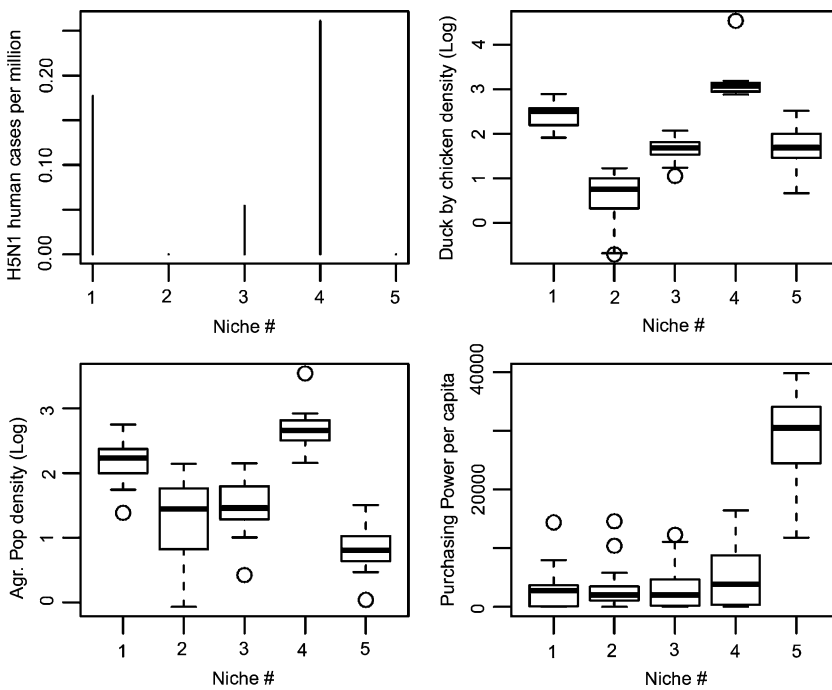 H5N1 human cases per million
0.00
0.10
0.20
1 2 3 4 5
Niche #
Duck by chicken density (Log)
0
1
2
3
4
1 2 3 4 5
Niche #
Agr. Pop density (Log)
0
1
2
3
1 2 3 4 5
Niche #
Purchasing Power per capita
0
20000
40000
1 2 3 4 5
Niche #